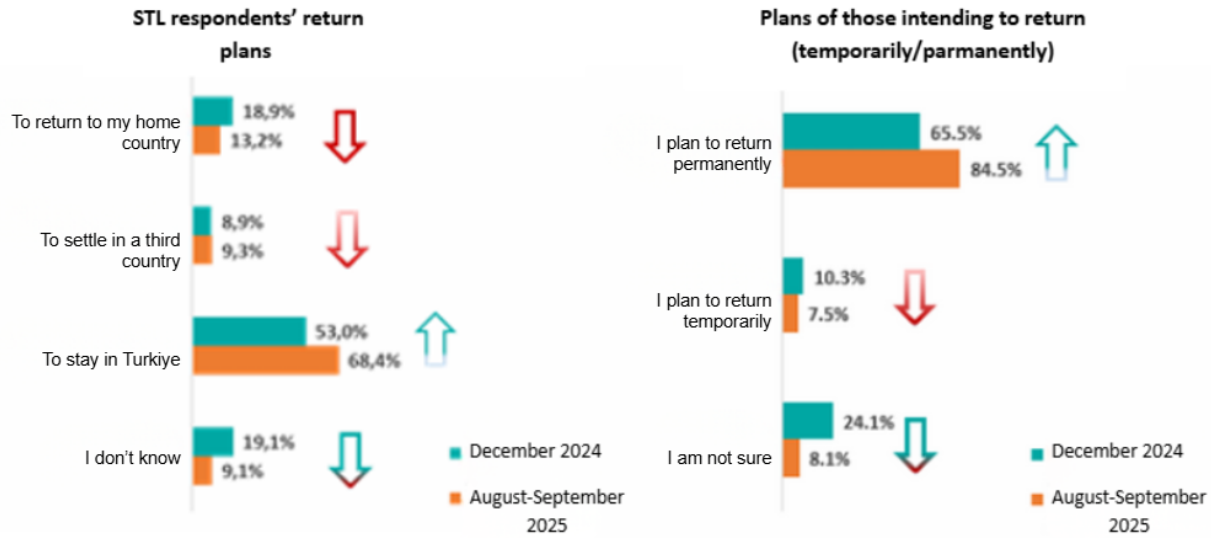 STL respondents' return
plans
To return to my home
country
18,9%
13,2%
To settle in a third
country
8,9%
9,3%
To stay in Turkiye
53,0%
68,4%
I don't know
19,1%
9,1%
December 2024
August-September
2025
Plans of those intending to return
(temporarily/parmanently)
I plan to return
permanently
65.5%
84.5%
I plan to return
temporarily
10.3%
7.5%
I am not sure
24.1%
8.1%
December 2024
August-September
2025